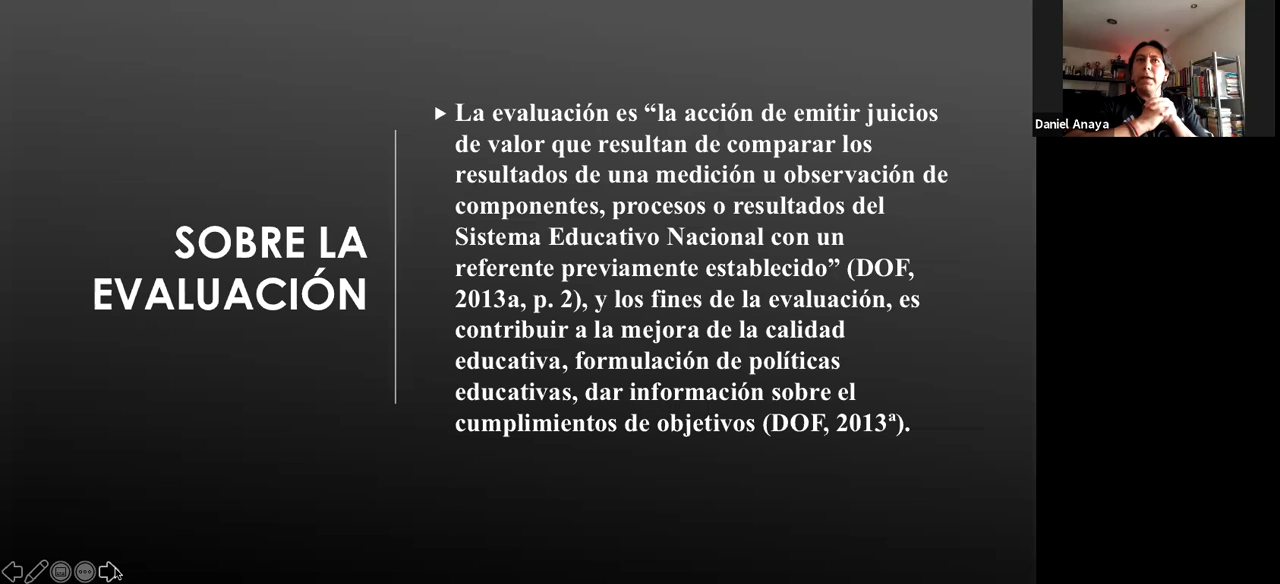 SOBRE LA
EVALUACIÓN
La evaluación es “la acción de emitir juicios
de valor que resultan de comparar los
resultados de una medición u observación de
componentes, procesos o resultados del
Sistema Educativo Nacional con un
referente previamente establecido” (DOF,
2013a, p. 2), y los fines de la evaluación, es
contribuir a la mejora de la calidad
educativa, formulación de políticas
educativas, dar información sobre el
cumplimientos de objetivos (DOF, 2013ª).
Daniel Anaya